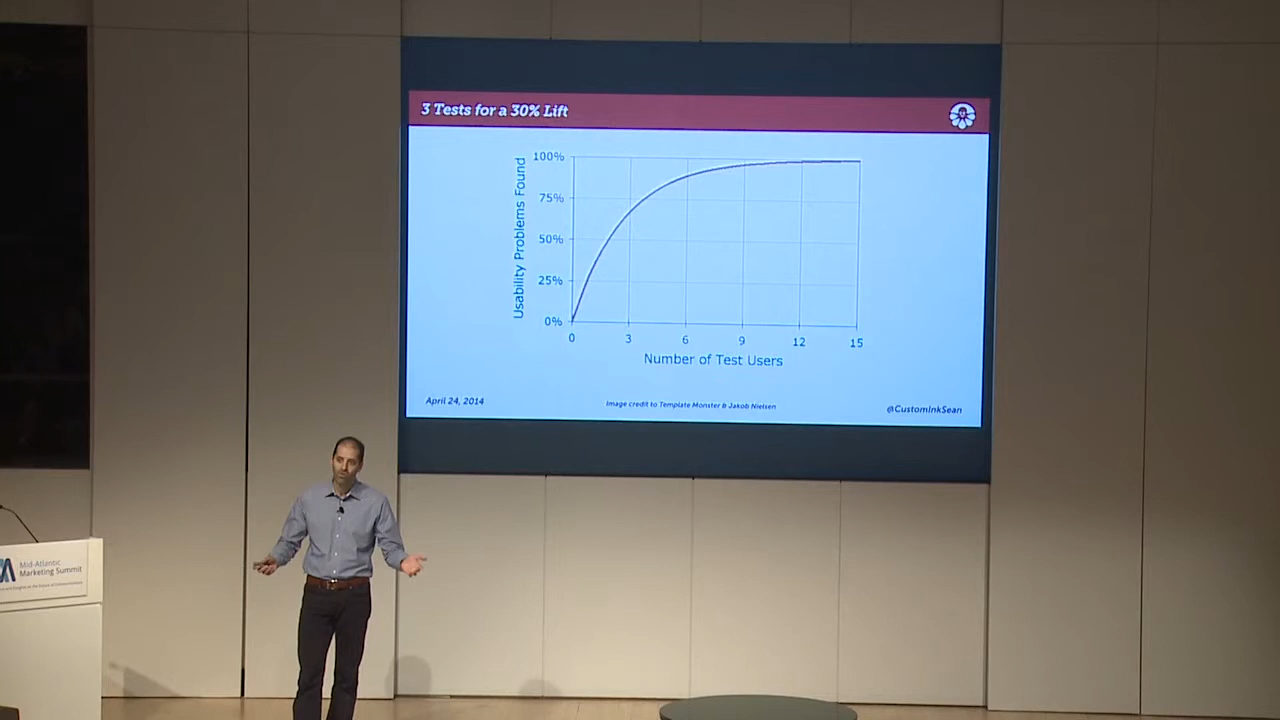 3 Tests for a 30% Lift
Usability Problems Found
100%
75%
50%
25%
0%
0 3 6 9 12 15
Number of Test Users
April 24, 2014
Image credit to Template Monster & Jakob Nielsen
@CustomInkSean
Mid-Atlantic
Marketing Summit